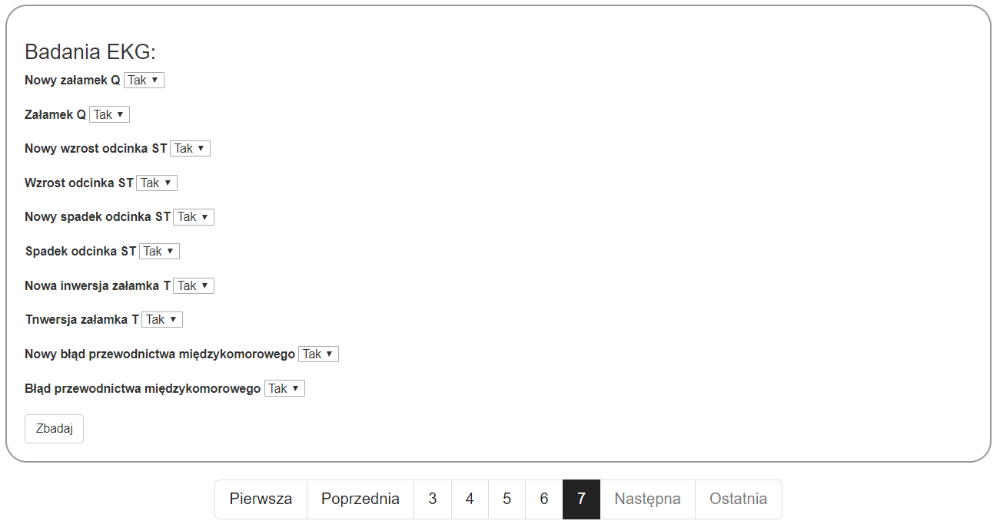 Badania EKG:
Nowy załamek Q Tak
Załamek Q Tak
Nowy wzrost odcinka ST Tak
Wzrost odcinka ST Tak
Nowy spadek odcinka ST Tak
Spadek odcinka ST Tak
Nowa inwersja załamka T Tak
Tnwersja załamka T Tak
Nowy błąd przewodnictwa międzykomorowego Tak
Błąd przewodnictwa międzykomorowego Tak
Zbadaj
Pierwsza Poprzednia 3 4 5 6 7 Następna Ostatnia